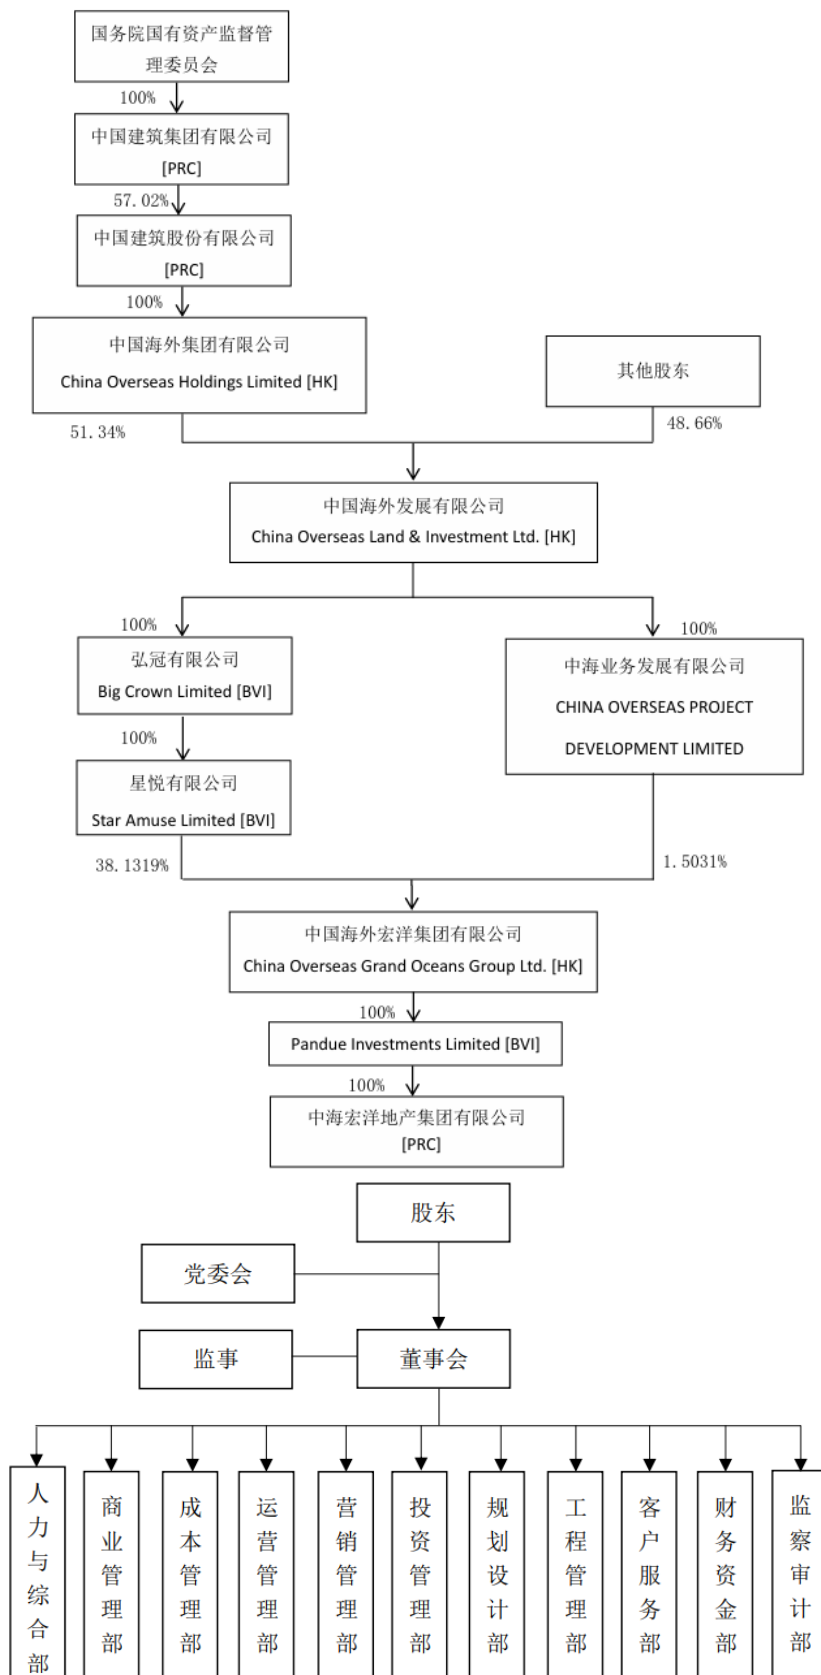 国务院国有资产监督管
理委员会
100%
中国建筑集团有限公司
[PRC]
57.02%
中国建筑股份有限公司
[PRC]
100%
中国海外集团有限公司
China Overseas Holdings Limited [HK]
其他股东
51.34%
48.66%
中国海外发展有限公司
China Overseas Land & Investment Ltd. [HK]
100%
100%
弘冠有限公司
Big Crown Limited [BVI]
中海业务发展有限公司
CHINA OVERSEAS PROJECT
DEVELOPMENT LIMITED
100%
星悦有限公司
Star Amuse Limited [BVI]
38.1319%
1.5031%
中国海外宏洋集团有限公司
China Overseas Grand Oceans Group Ltd. [HK]
100%
Pandue Investments Limited [BVI]
100%
中海宏洋地产集团有限公司
[PRC]
股东
党委会
监事
董事会
人力与综合部
商业管理部
成本管理部
运营管理部
营销管理部
投资管理部
规划设计部
工程管理部
客户服务部
财务资金部
监察审计部